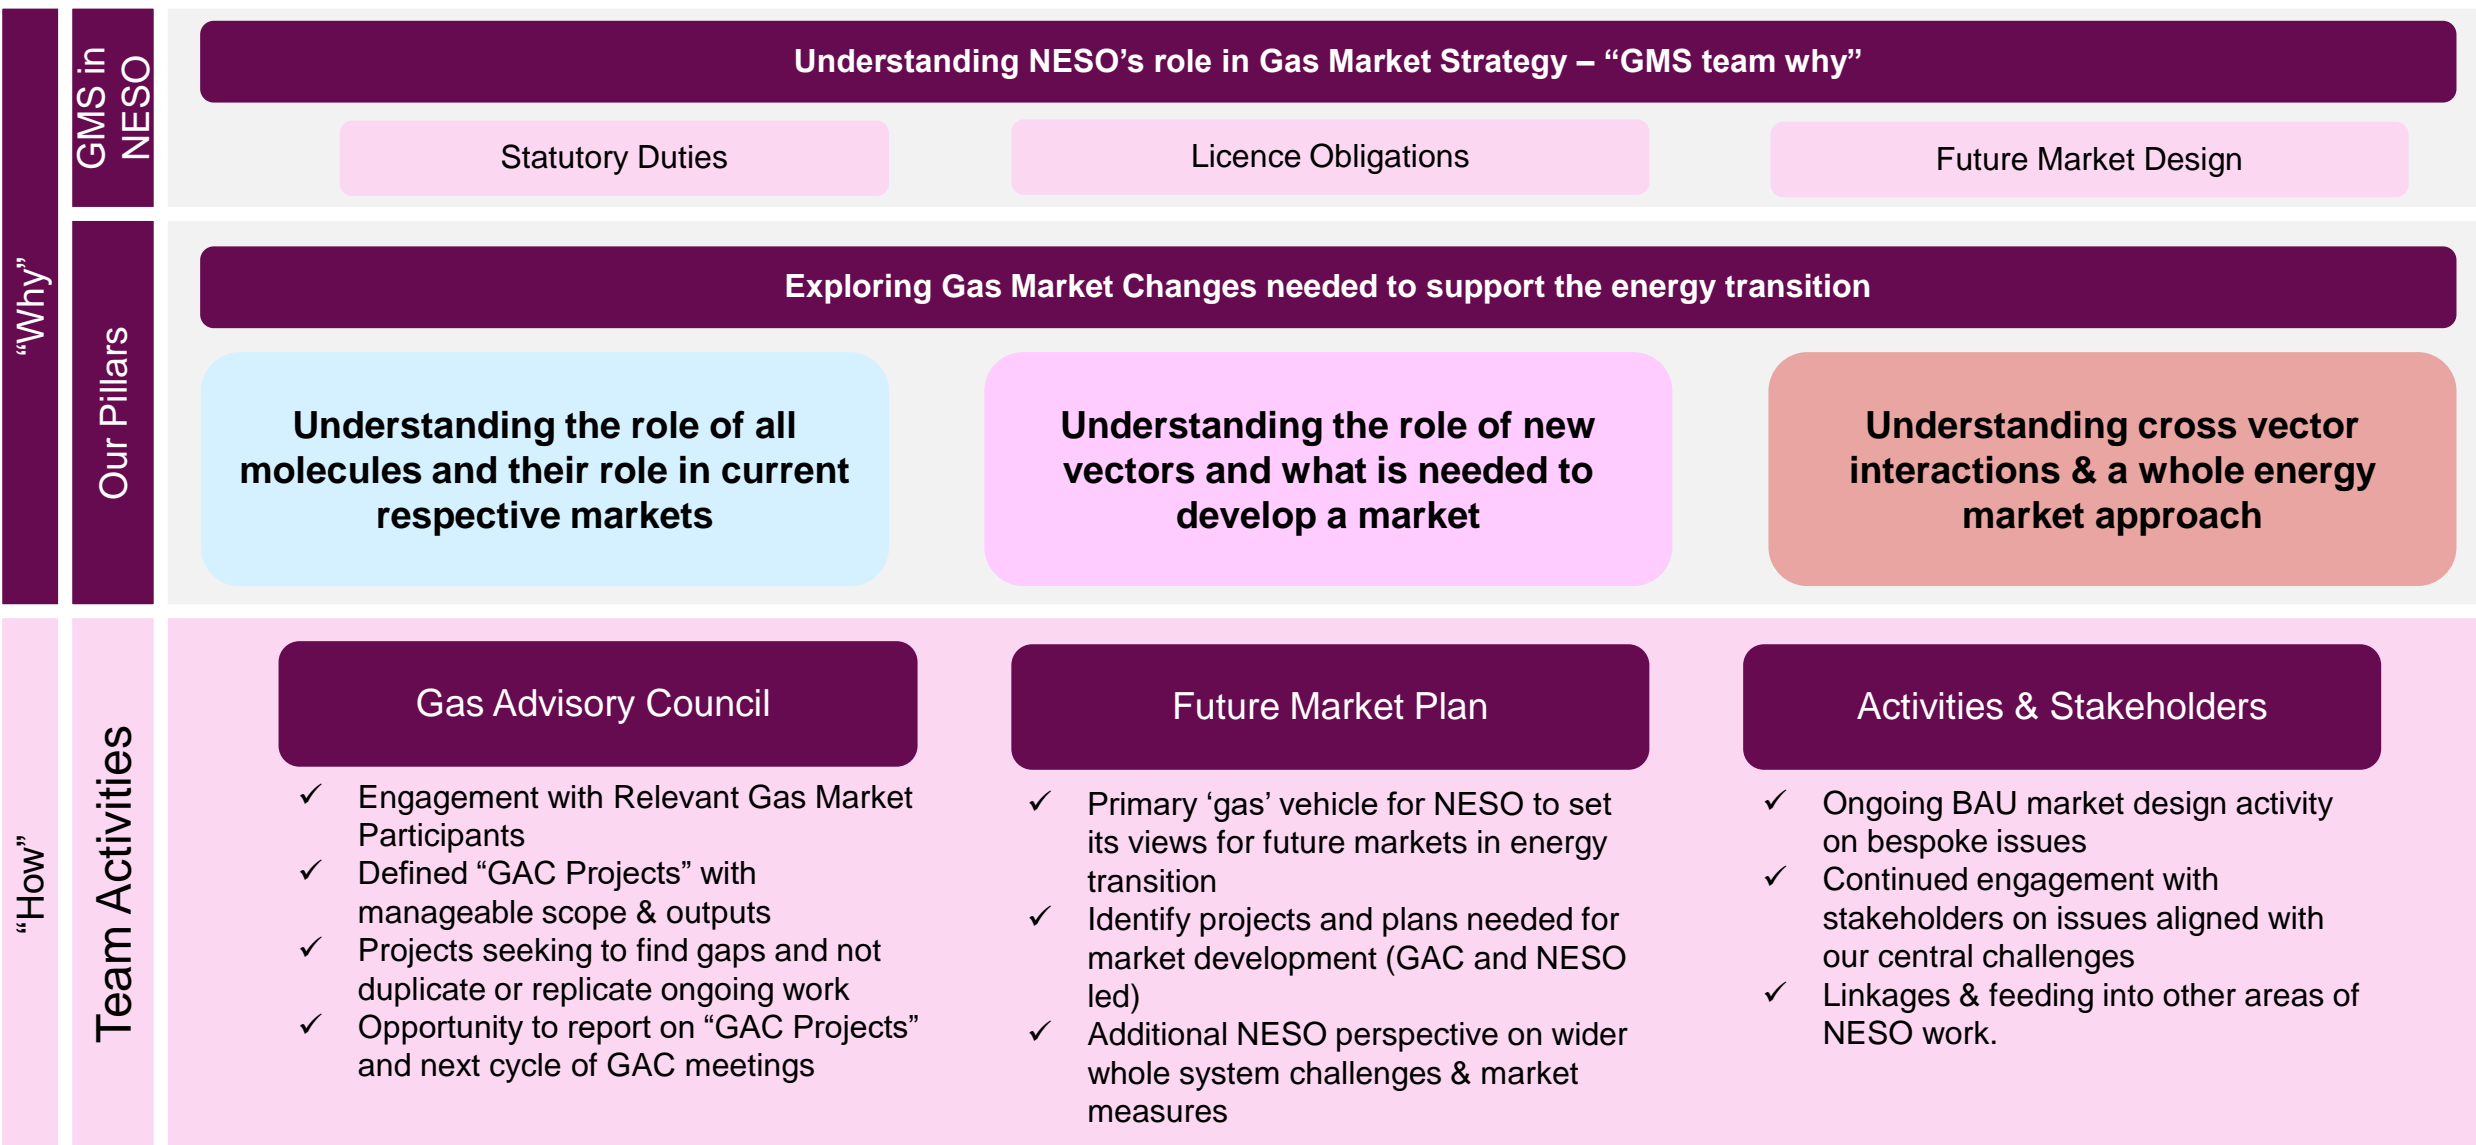 “Why”
GMS in
NESO
Understanding NESO’s role in Gas Market Strategy – “GMS team why”
Statutory Duties
Licence Obligations
Future Market Design
Our Pillars
Exploring Gas Market Changes needed to support the energy transition
Understanding the role of all
molecules and their role in current
respective markets
Understanding the role of new
vectors and what is needed to
develop a market
Understanding cross vector
interactions & a whole energy
market approach
“How”
Team Activities
Gas Advisory Council
✓ Engagement with Relevant Gas Market
Participants
✓ Defined “GAC Projects” with
manageable scope & outputs
✓ Projects seeking to find gaps and not
duplicate or replicate ongoing work
✓ Opportunity to report on “GAC Projects”
and next cycle of GAC meetings
Future Market Plan
✓ Primary ‘gas’ vehicle for NESO to set
its views for future markets in energy
transition
✓ Identify projects and plans needed for
market development (GAC and NESO
led)
✓ Additional NESO perspective on wider
whole system challenges & market
measures
Activities & Stakeholders
✓ Ongoing BAU market design activity
on bespoke issues
✓ Continued engagement with
stakeholders on issues aligned with
our central challenges
✓ Linkages & feeding into other areas of
NESO work.